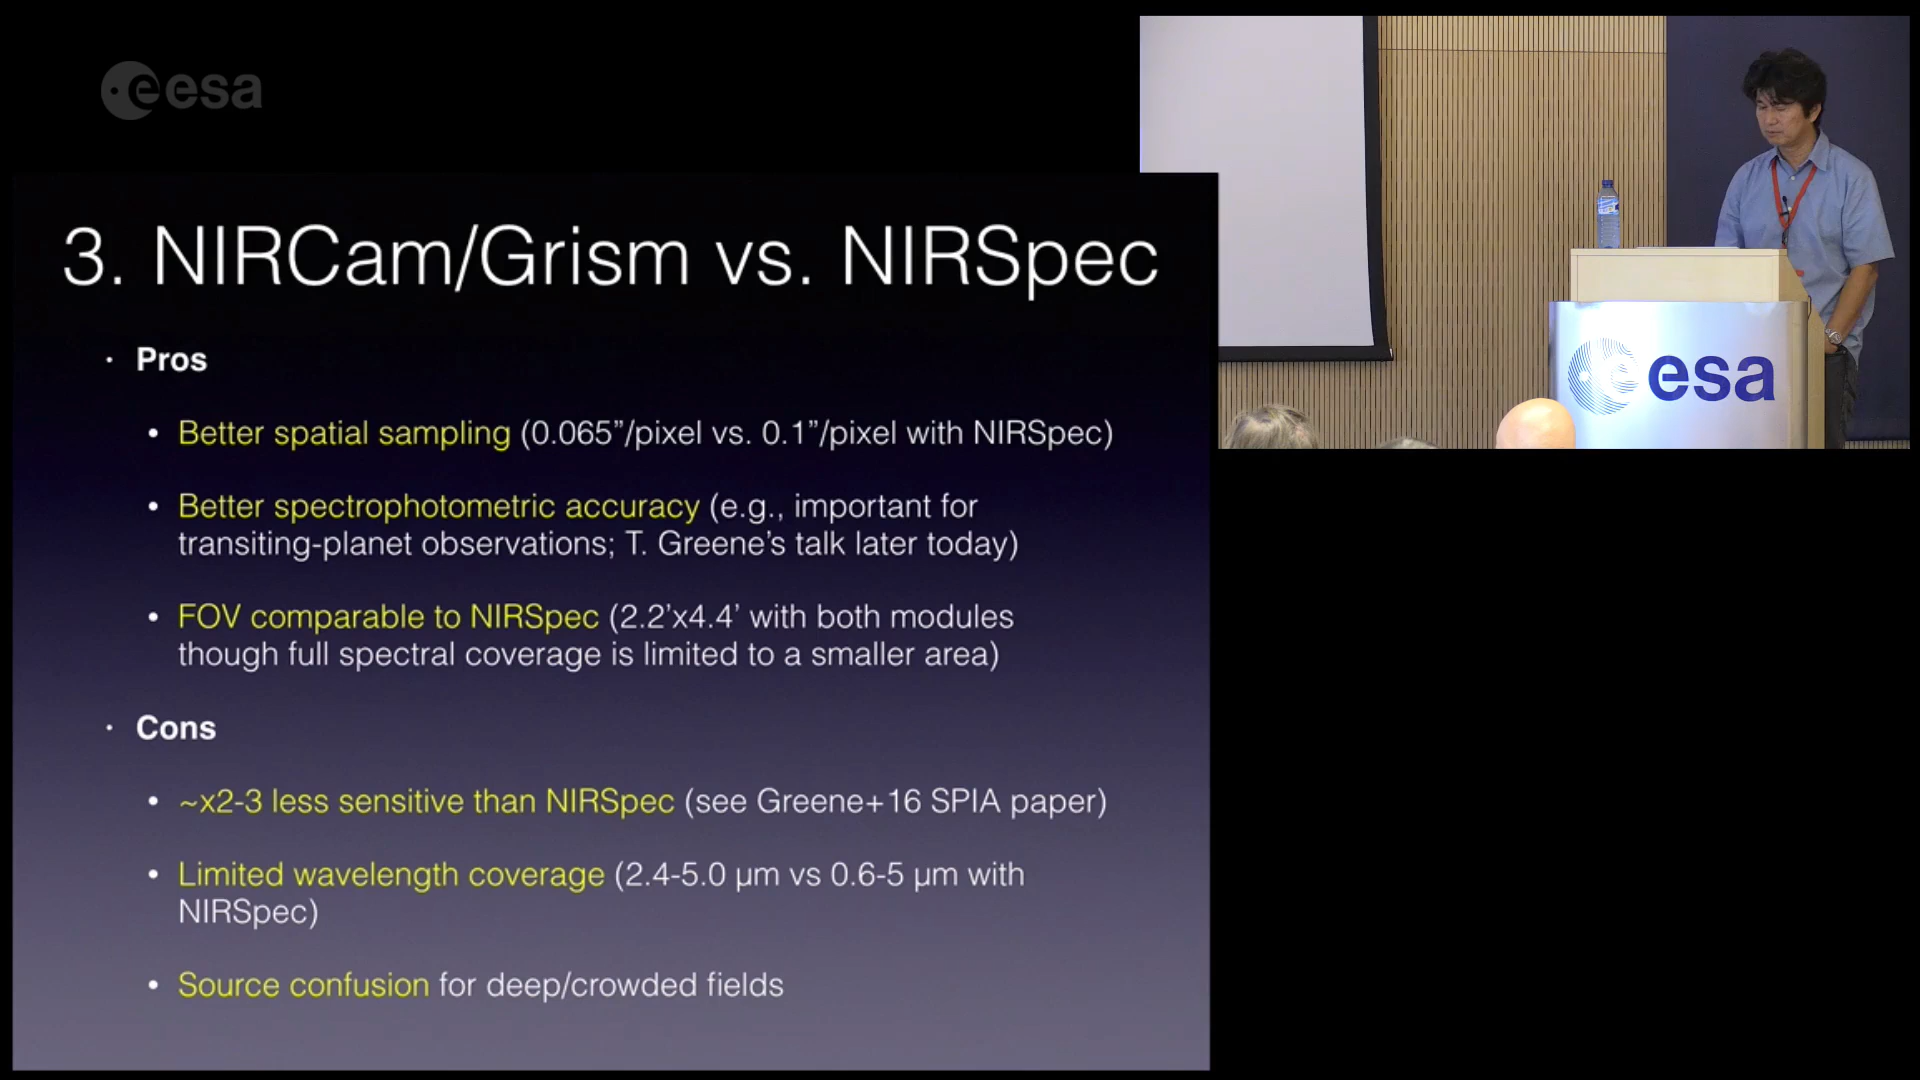 esa
3. NIRCam/Grism vs. NIRSpec
· Pros
• Better spatial sampling (0.065”/pixel vs. 0.1”/pixel with NIRSpec)
• Better spectrophotometric accuracy (e.g., important for
transiting-planet observations; T. Greene’s talk later today)
• FOV comparable to NIRSpec (2.2’x4.4’ with both modules
though full spectral coverage is limited to a smaller area)
· Cons
• ~x2-3 less sensitive than NIRSpec (see Greene+16 SPIA paper)
• Limited wavelength coverage (2.4-5.0 µm vs 0.6-5 µm with
NIRSpec)
• Source confusion for deep/crowded fields
esa